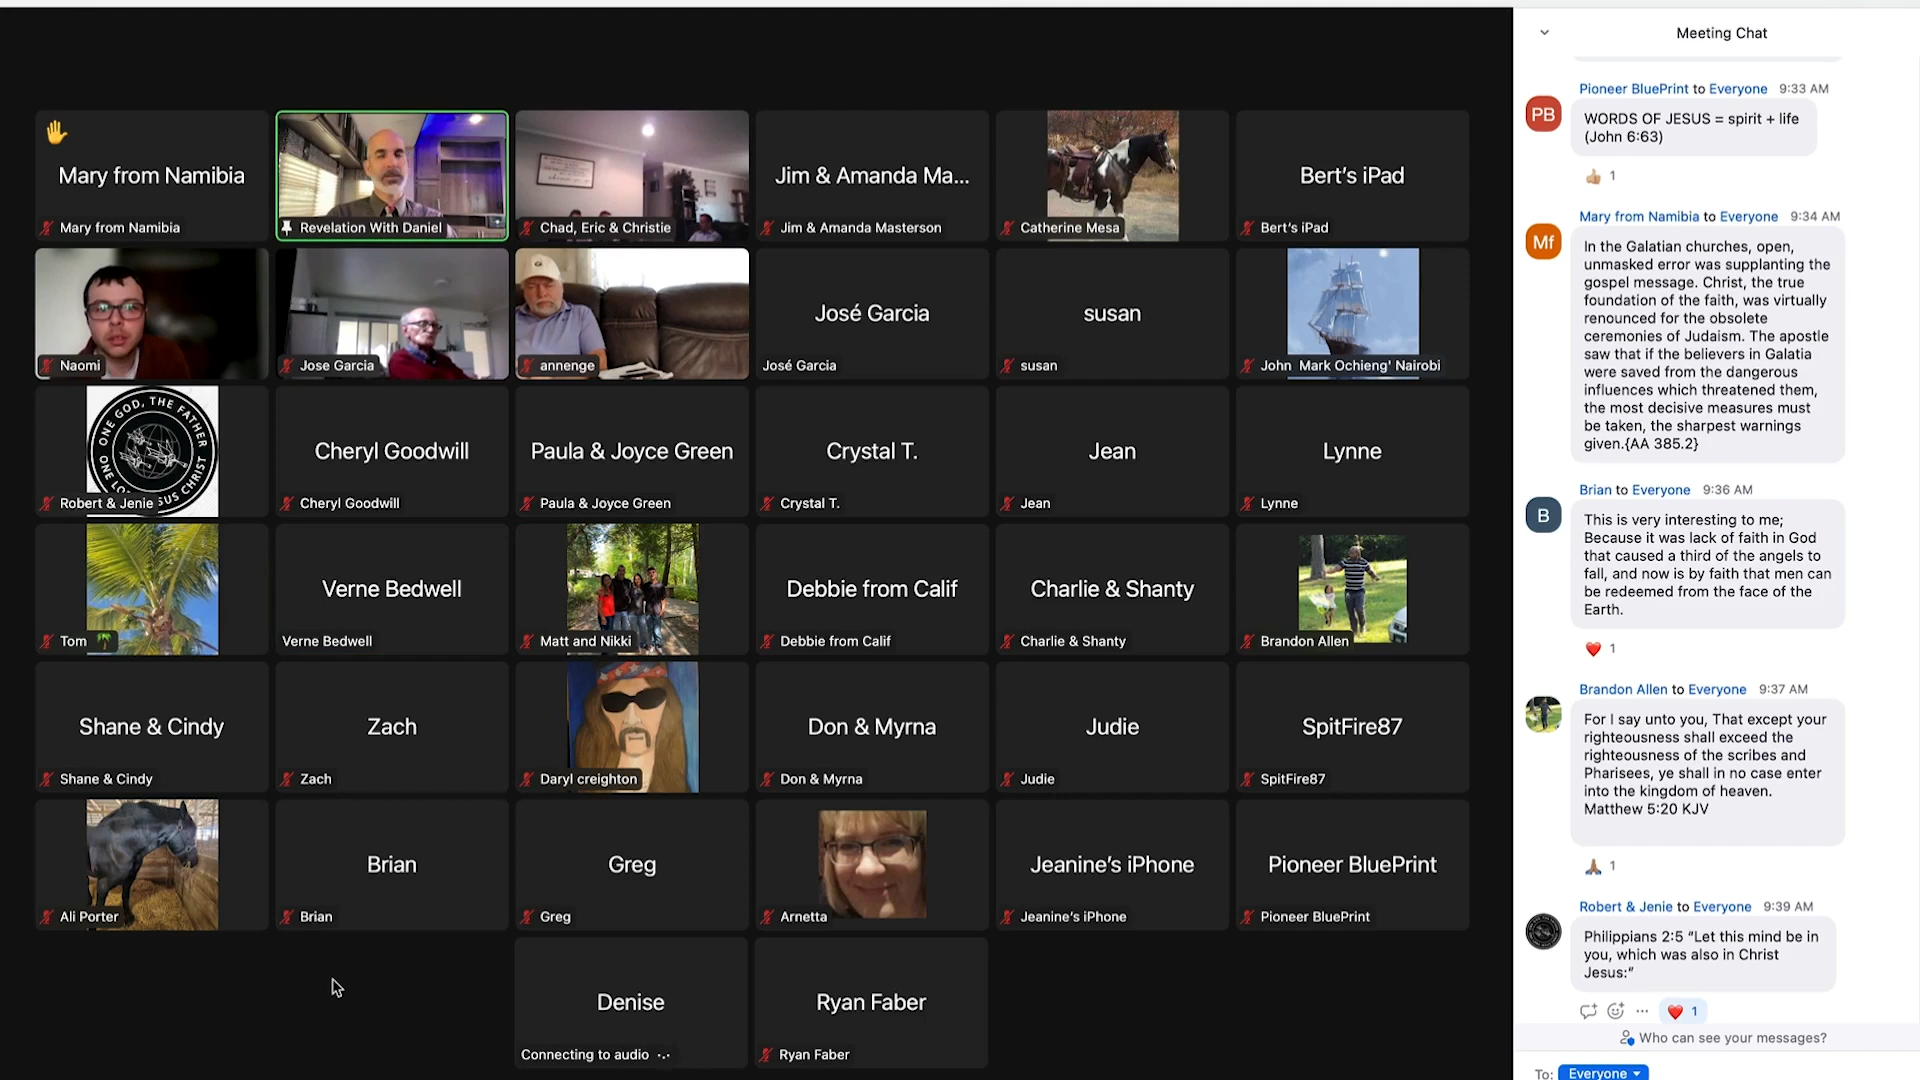 Mary from Namibia
Mary from Namibia
Revelation With Daniel
Chad, Eric & Christie
Jim & Amanda Ma...
Jim & Amanda Masterson
Catherine Mesa
Bert's iPad
Bert's iPad
Naomi
Jose Garcia
annenge
José Garcia
José Garcia
susan
susan
John Mark Ochieng' Nairobi
ONE GOD, THE FATHER
ONE LO SUS CHRIST
Robert & Jenie
Cheryl Goodwill
Cheryl Goodwill
Paula & Joyce Green
Paula & Joyce Green
Crystal T.
Crystal T.
Jean
Jean
Lynne
Lynne
Tom
Verne Bedwell
Verne Bedwell
Matt and Nikki
Debbie from Calif
Debbie from Calif
Charlie & Shanty
Charlie & Shanty
Brandon Allen
Shane & Cindy
Shane & Cindy
Zach
Zach
Daryl creighton
Don & Myrna
Don & Myrna
Judie
Judie
SpitFire87
SpitFire87
Ali Porter
Brian
Brian
Greg
Greg
Arnetta
Jeanine's iPhone
Jeanine's iPhone
Pioneer BluePrint
Pioneer BluePrint
Denise
Connecting to audio
Ryan Faber
Ryan Faber
Meeting Chat
Pioneer BluePrint to Everyone 9:33 AM
PB
WORDS OF JESUS = spirit + life
(John 6:63)
1
Mary from Namibia to Everyone 9:34 AM
Mf
In the Galatian churches, open,
unmasked error was supplanting the
gospel message. Christ, the true
foundation of the faith, was virtually
renounced for the obsolete
ceremonies of Judaism. The apostle
saw that if the believers in Galatia
were saved from the dangerous
influences which threatened them,
the most decisive measures must
be taken, the sharpest warnings
given.{AA 385.2}
Brian to Everyone 9:36 AM
B
This is very interesting to me;
Because it was lack of faith in God
that caused a third of the angels to
fall, and now is by faith that men can
be redeemed from the face of the
Earth.
1
Brandon Allen to Everyone 9:37 AM
For I say unto you, That except your
righteousness shall exceed the
righteousness of the scribes and
Pharisees, ye shall in no case enter
into the kingdom of heaven.
Matthew 5:20 KJV
1
Robert & Jenie to Everyone 9:39 AM
Philippians 2:5 “Let this mind be in
you, which was also in Christ
Jesus:”
1
Who can see your messages?
To: Everyone